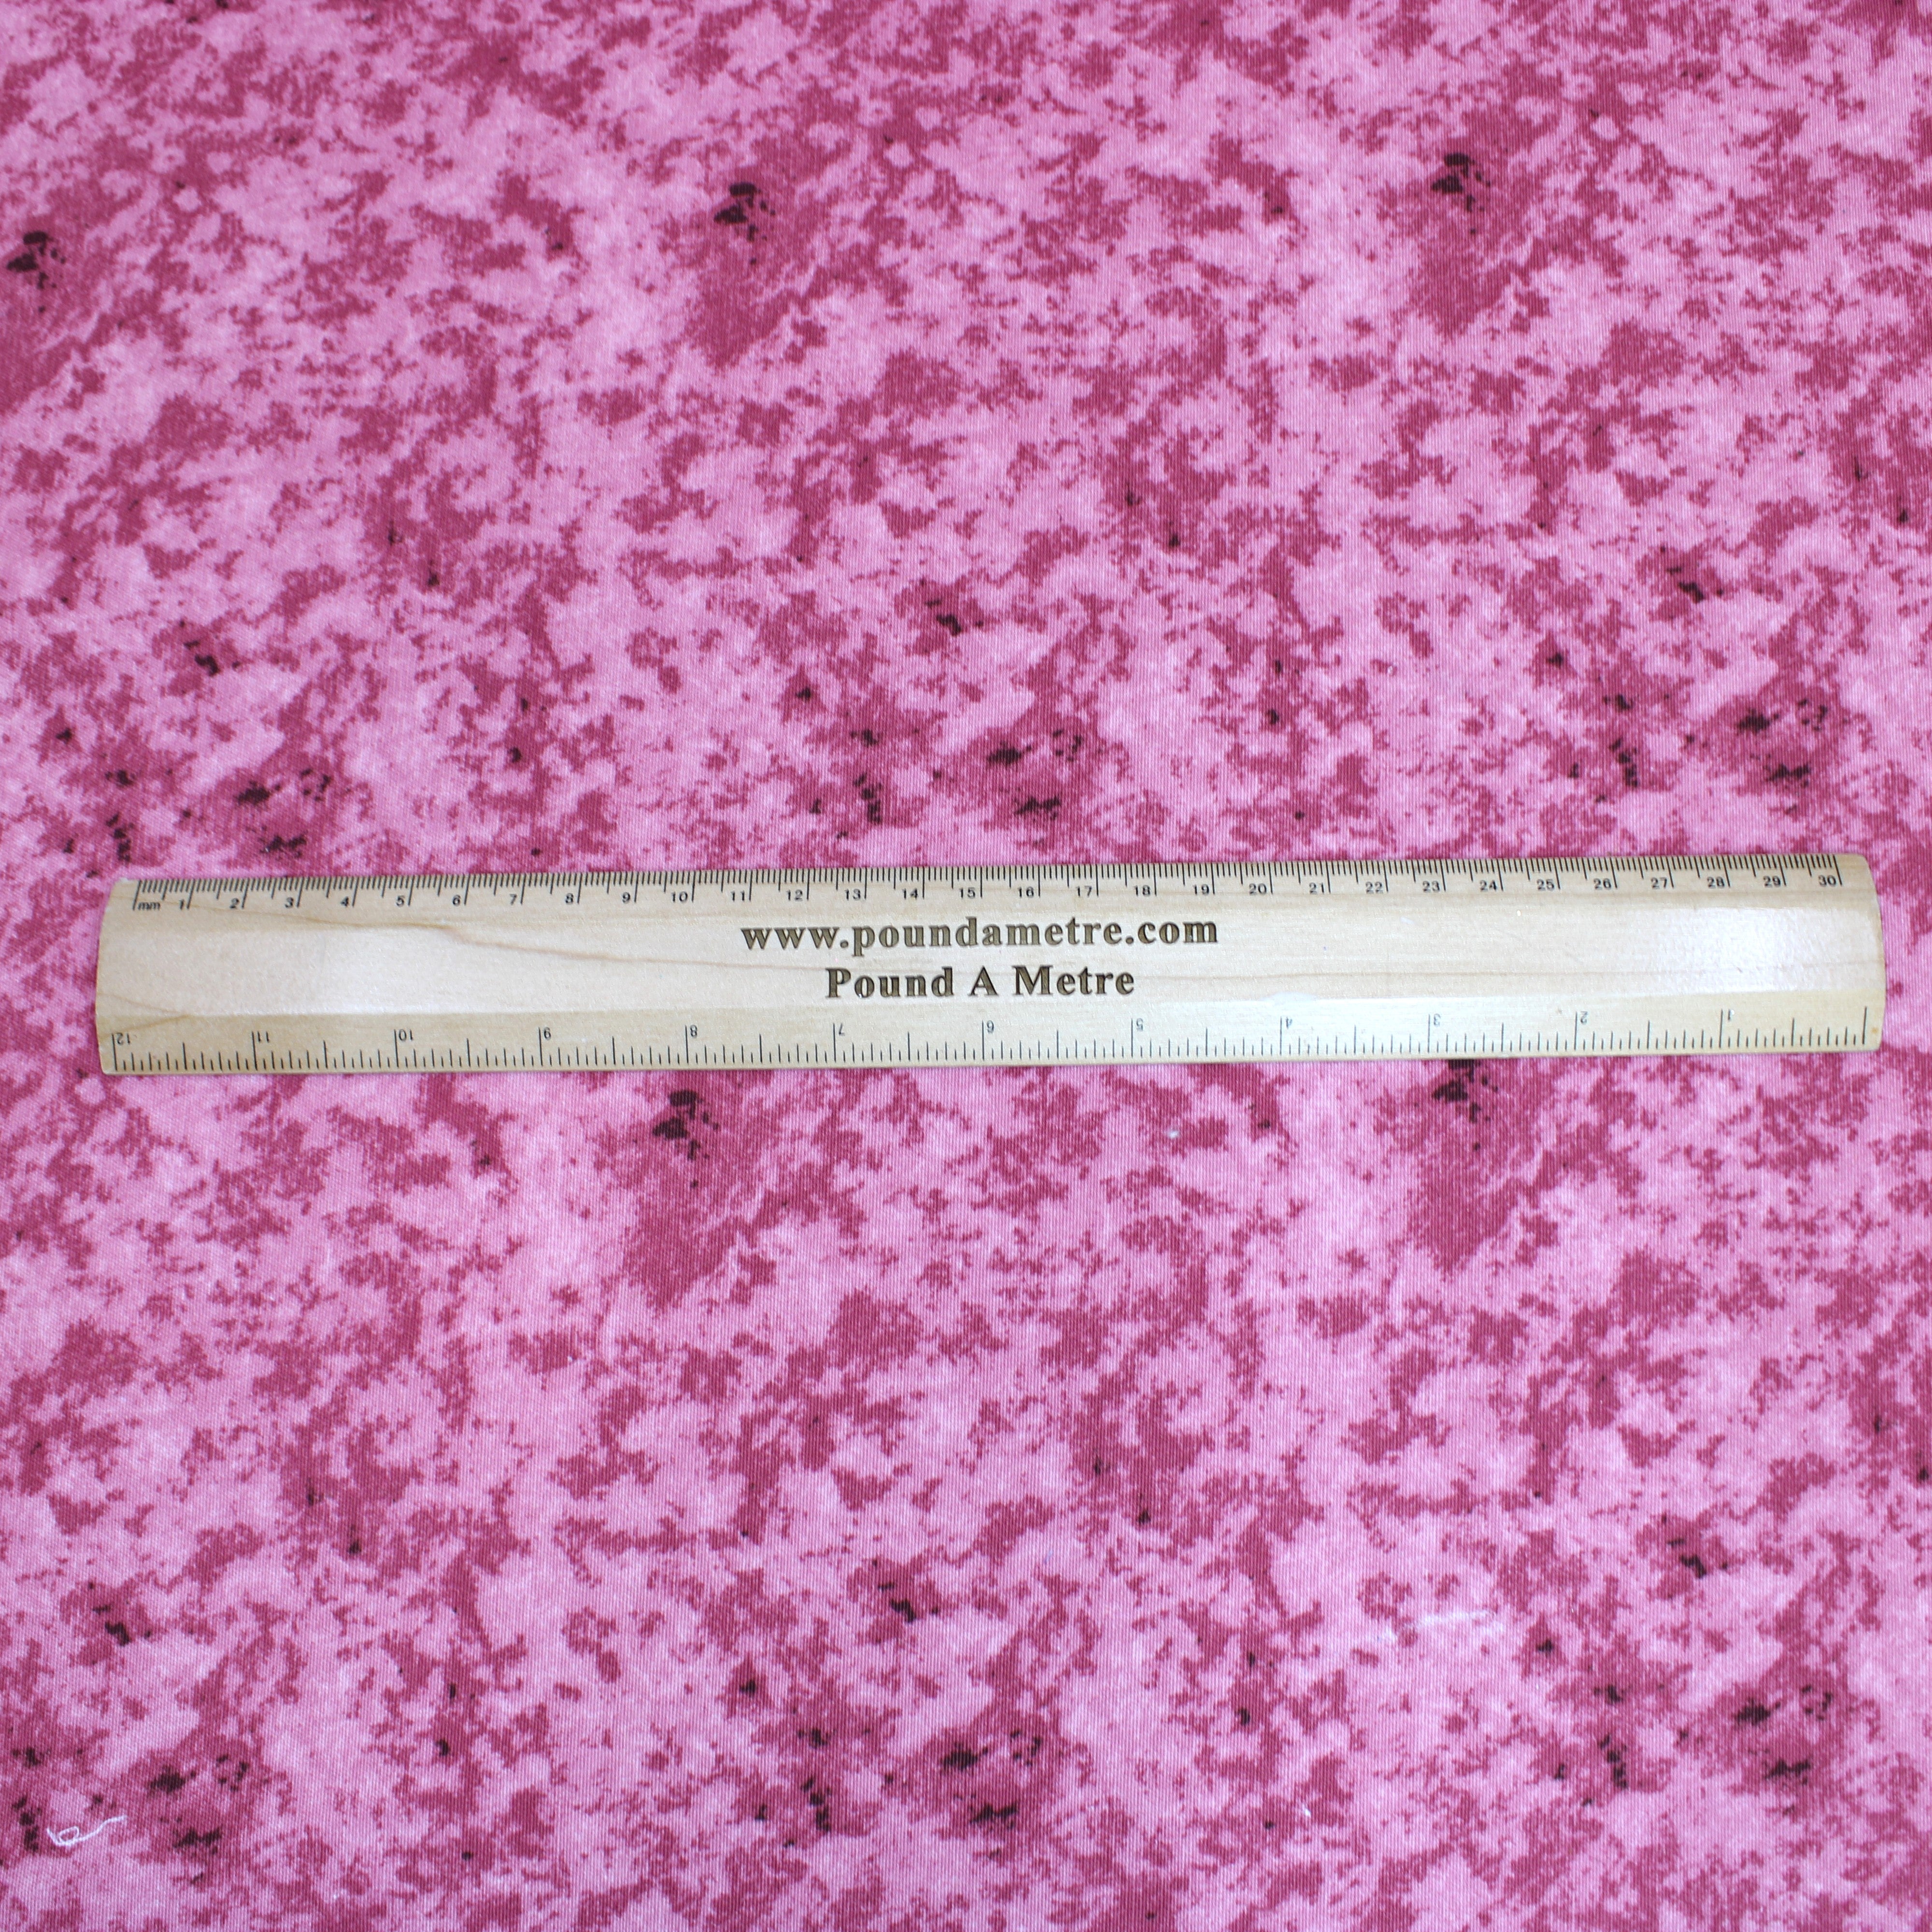 mm 1 2 3 4 5 6 7 8 9 10 11 12 13 14 15 16 17 18 19 20 21 22 23 24 25 26 27 28 29 30
www.poundametre.com
Pound A Metre
12 11 10 9 8 7 6 5 4 3 2 1